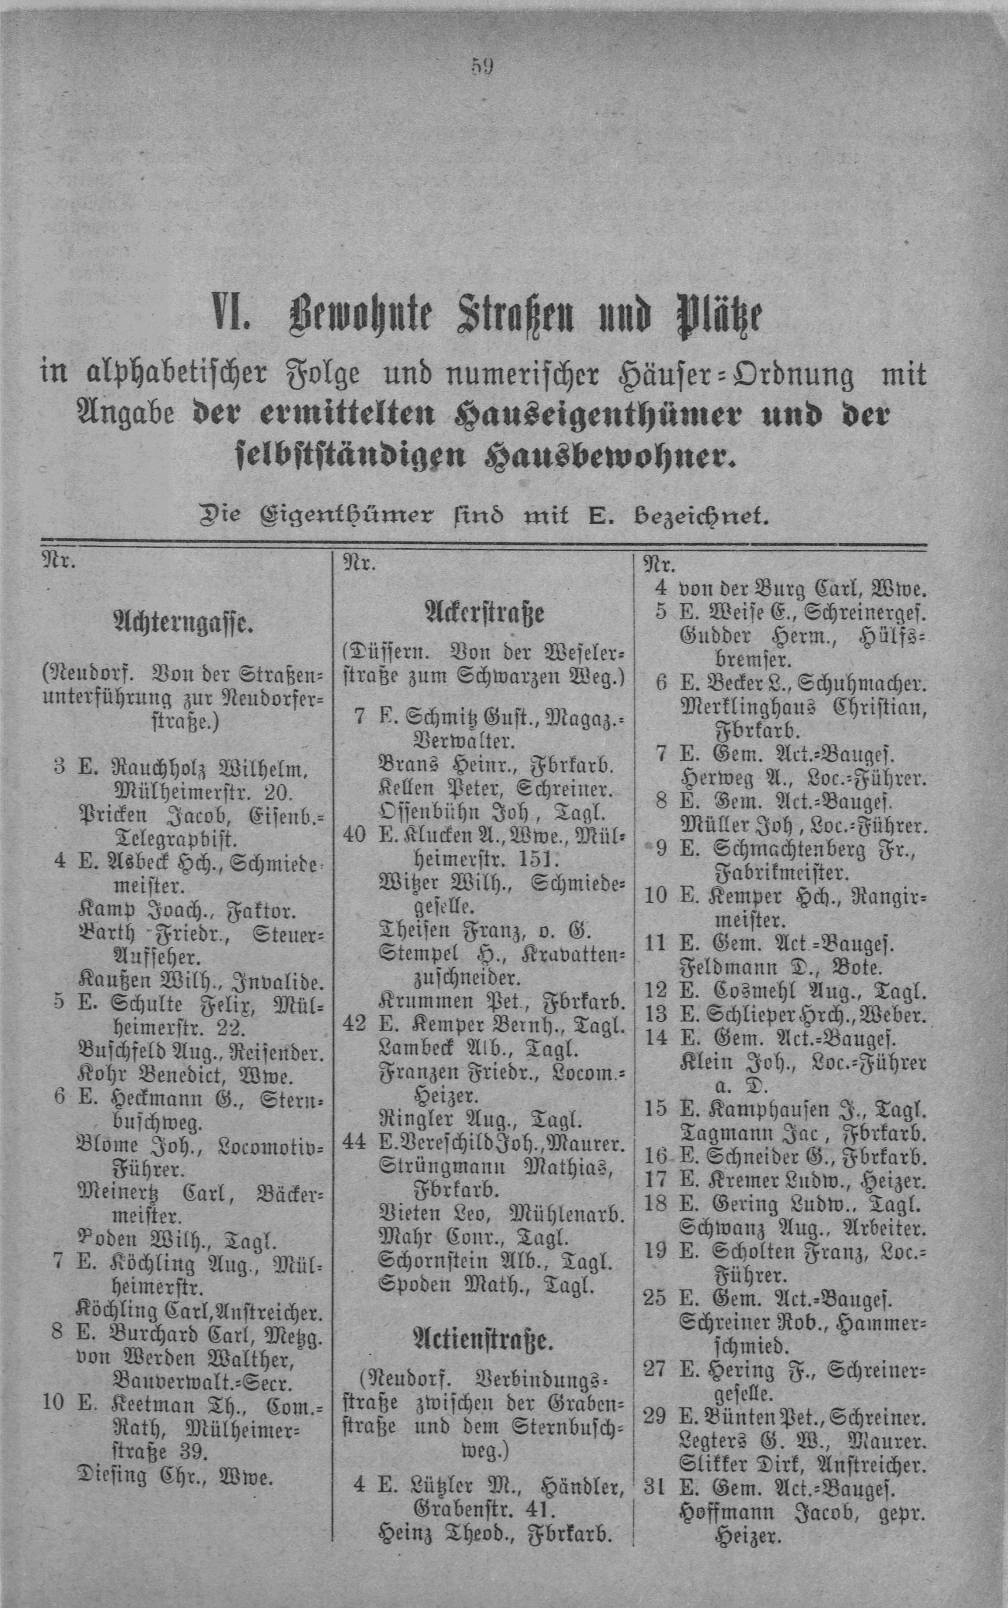 59
VI. Bewohnte Straßen und Plätze
in alphabetischer Folge und numerischer Häuser-Ordnung mit
Angabe der ermittelten Hauseigenthümer und der
selbstständigen Hausbewohner.
Die Eigenthümer sind mit E. bezeichnet.
Nr.
Achterngasse.
(Neudorf. Von der Straßen-
unterführung zur Neudorfer-
straße.)
3 E. Rauchholz Wilhelm,
Mülheimerstr. 20.
Pricken Jacob, Eisenb.-
Telegraphist.
4 E. Asbeck Hch., Schmiede-
meister.
Kamp Joach., Faktor.
Barth Friedr., Steuer-
Aufseher.
Kaußen Wilh., Invalide.
5 E. Schulte Felix, Mül-
heimerstr. 22.
Buschfeld Aug., Reisender.
Kohr Benedict, Wwe.
6 E. Heckmann G., Stern-
buschweg.
Blome Joh., Locomotiv-
Führer.
Meinertz Carl, Bäcker-
meister.
Poden Wilh., Tagl.
7 E. Köchling Aug., Mül-
heimerstr.
Köchling Carl, Anstreicher.
8 E. Burchard Carl, Metzg.
von Werden Walther,
Bauverwalt.-Secr.
10 E. Keetman Th., Com.-
Rath, Mülheimer-
straße 39.
Diesing Chr., Wwe.
Nr.
Ackerstraße
(Düssern. Von der Weseler-
straße zum Schwarzen Weg.)
7 E. Schmitz Gust., Magaz.-
Verwalter.
Brans Heinr., Fbrkarb.
Kellen Peter, Schreiner.
Ossenbühn Joh, Tagl.
40 E. Klucken A., Wwe., Mül-
heimerstr. 151.
Witzer Wilh., Schmiede-
geselle.
Theisen Franz, o. G.
Stempel H., Kravatten-
zuschneider.
Krummen Pet., Fbrkarb.
42 E. Kemper Bernh., Tagl.
Lambeck Alb., Tagl.
Franzen Friedr., Locom.-
Heizer.
Ringler Aug., Tagl.
44 E. Vereschild Joh., Maurer.
Strüngmann Mathias,
Fbrkarb.
Vieten Leo, Mühlenarb.
Mahr Conr., Tagl.
Schornstein Alb., Tagl.
Spoden Math., Tagl.
Actienstraße.
(Neudorf. Verbindungs-
straße zwischen der Graben-
straße und dem Sternbusch-
weg.)
4 E. Lützler M., Händler,
Grabenstr. 41.
Heinz Theod., Fbrkarb.
Nr.
4 von der Burg Carl, Wwe.
5 E. Weise E., Schreinerges.
Gudder Herm., Hülfs-
bremser.
6 E. Becker L., Schuhmacher.
Merklinghaus Christian,
Fbrkarb.
7 E. Gem. Act.-Bauges.
Herweg A., Loc.-Führer.
8 E. Gem. Act.-Bauges.
Müller Joh, Loc.-Führer.
9 E. Schmachtenberg Fr.,
Fabrikmeister.
10 E. Kemper Hch., Rangir-
meister.
11 E. Gem. Act.-Bauges.
Feldmann D., Bote.
12 E. Cosmehl Aug., Tagl.
13 E. Schlieper Hrch., Weber.
14 E. Gem. Act.-Bauges.
Klein Joh., Loc.-Führer
a. D.
15 E. Kamphausen J., Tagl.
Tagmann Jac, Fbrkarb.
16 E. Schneider G., Fbrkarb.
17 E. Kremer Ludw., Heizer.
18 E. Gering Ludw., Tagl.
Schwanz Aug., Arbeiter.
19 E. Scholten Franz, Loc.-
Führer.
25 E. Gem. Act.-Bauges.
Schreiner Rob., Hammer-
schmied.
27 E. Hering F., Schreiner-
geselle.
29 E. Bünten Pet., Schreiner.
Legters G. W., Maurer.
Slikker Dirk, Anstreicher.
31 E. Gem. Act.-Bauges.
Hoffmann Jacob, gepr.
Heizer.